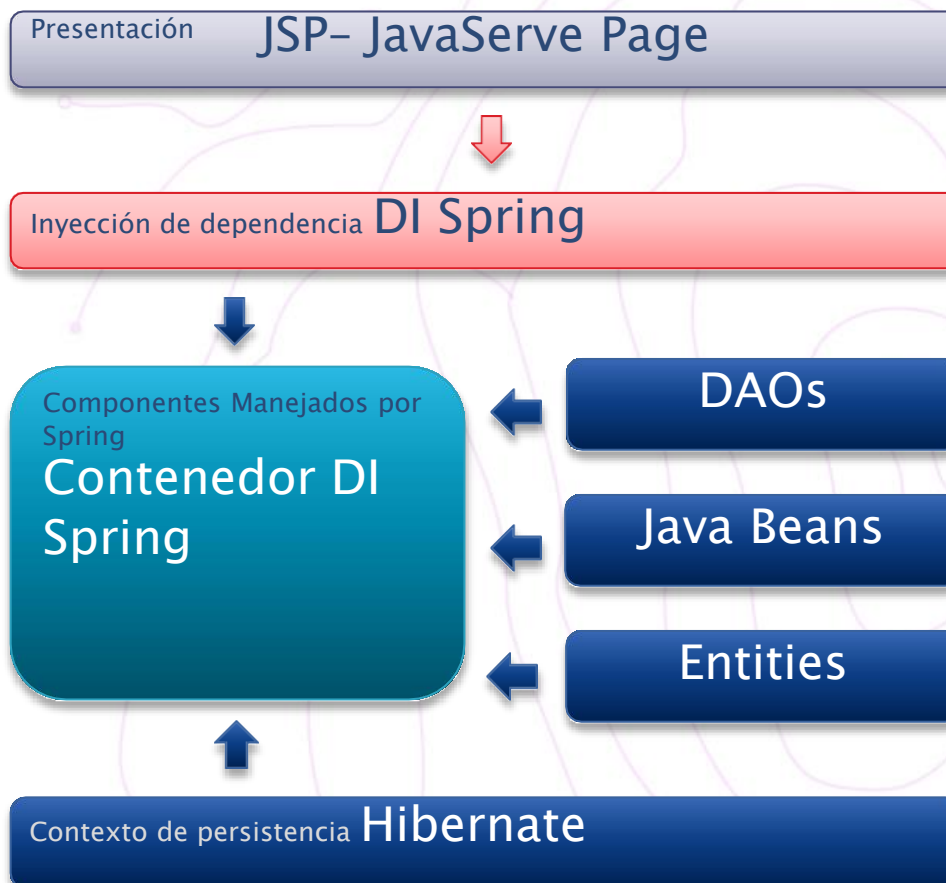 Presentación JSP– JavaServe Page
Inyección de dependencia DI Spring
Componentes Manejados por
Spring
Contenedor DI
Spring
DAOs
Java Beans
Entities
Contexto de persistencia Hibernate